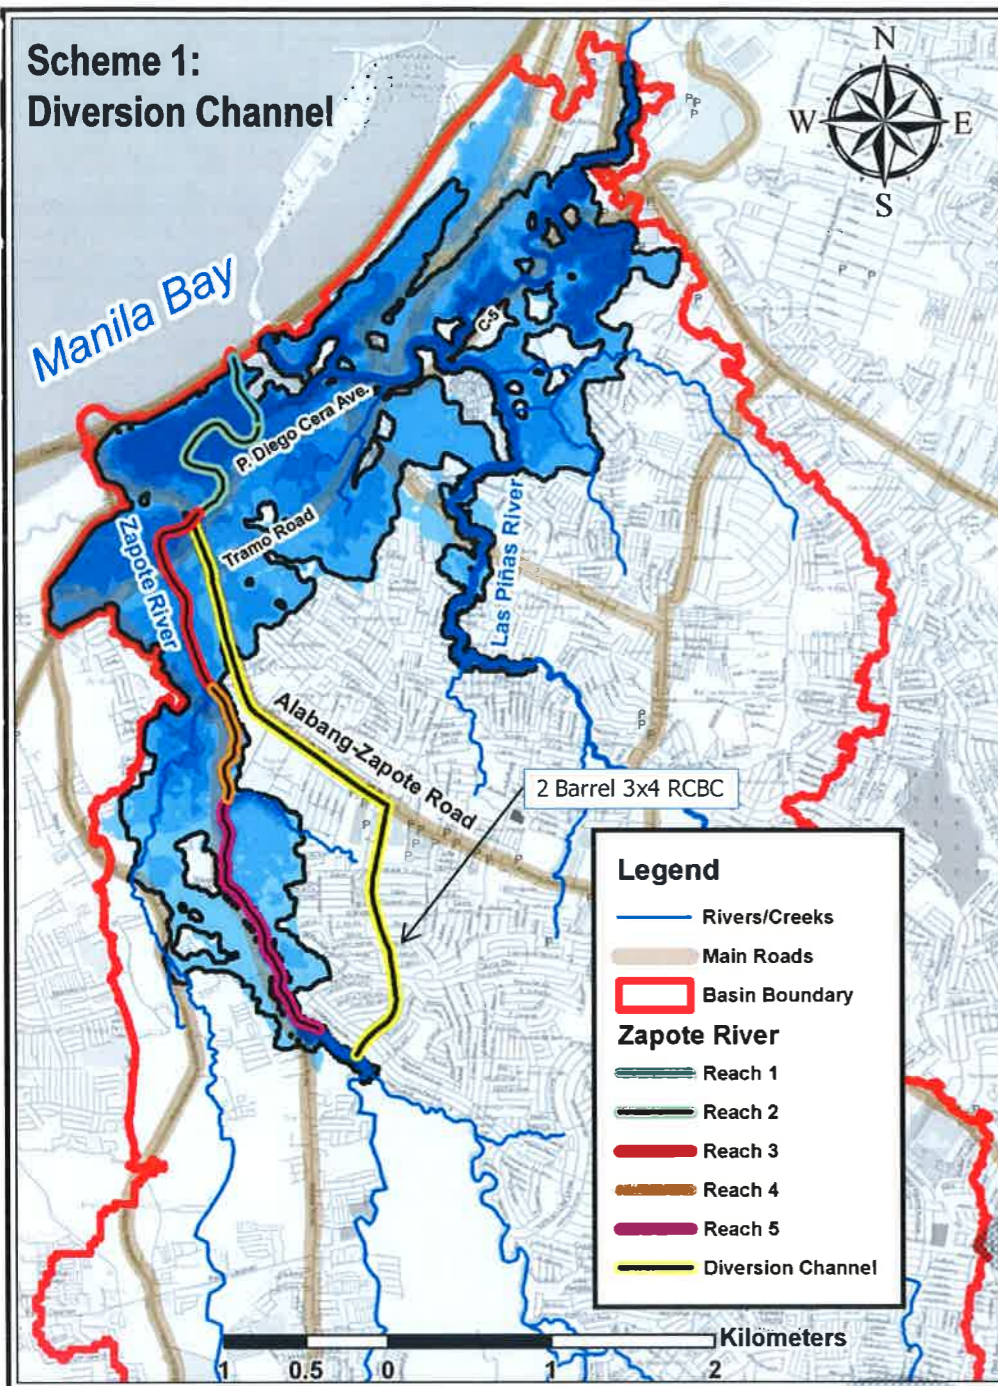 Scheme 1:
Diversion Channel
N
W
E
S
P
P
P
P P
P
Manila Bay
C-5
P. Diego Cera Ave.
Tramo Road
Zapote River
Las Piñas River
Alabang-Zapote Road
2 Barrel 3x4 RCBC
Legend
Rivers/Creeks
Main Roads
Basin Boundary
Zapote River
Reach 1
Reach 2
Reach 3
Reach 4
Reach 5
Diversion Channel
Kilometers
1 0.5 0 1 2